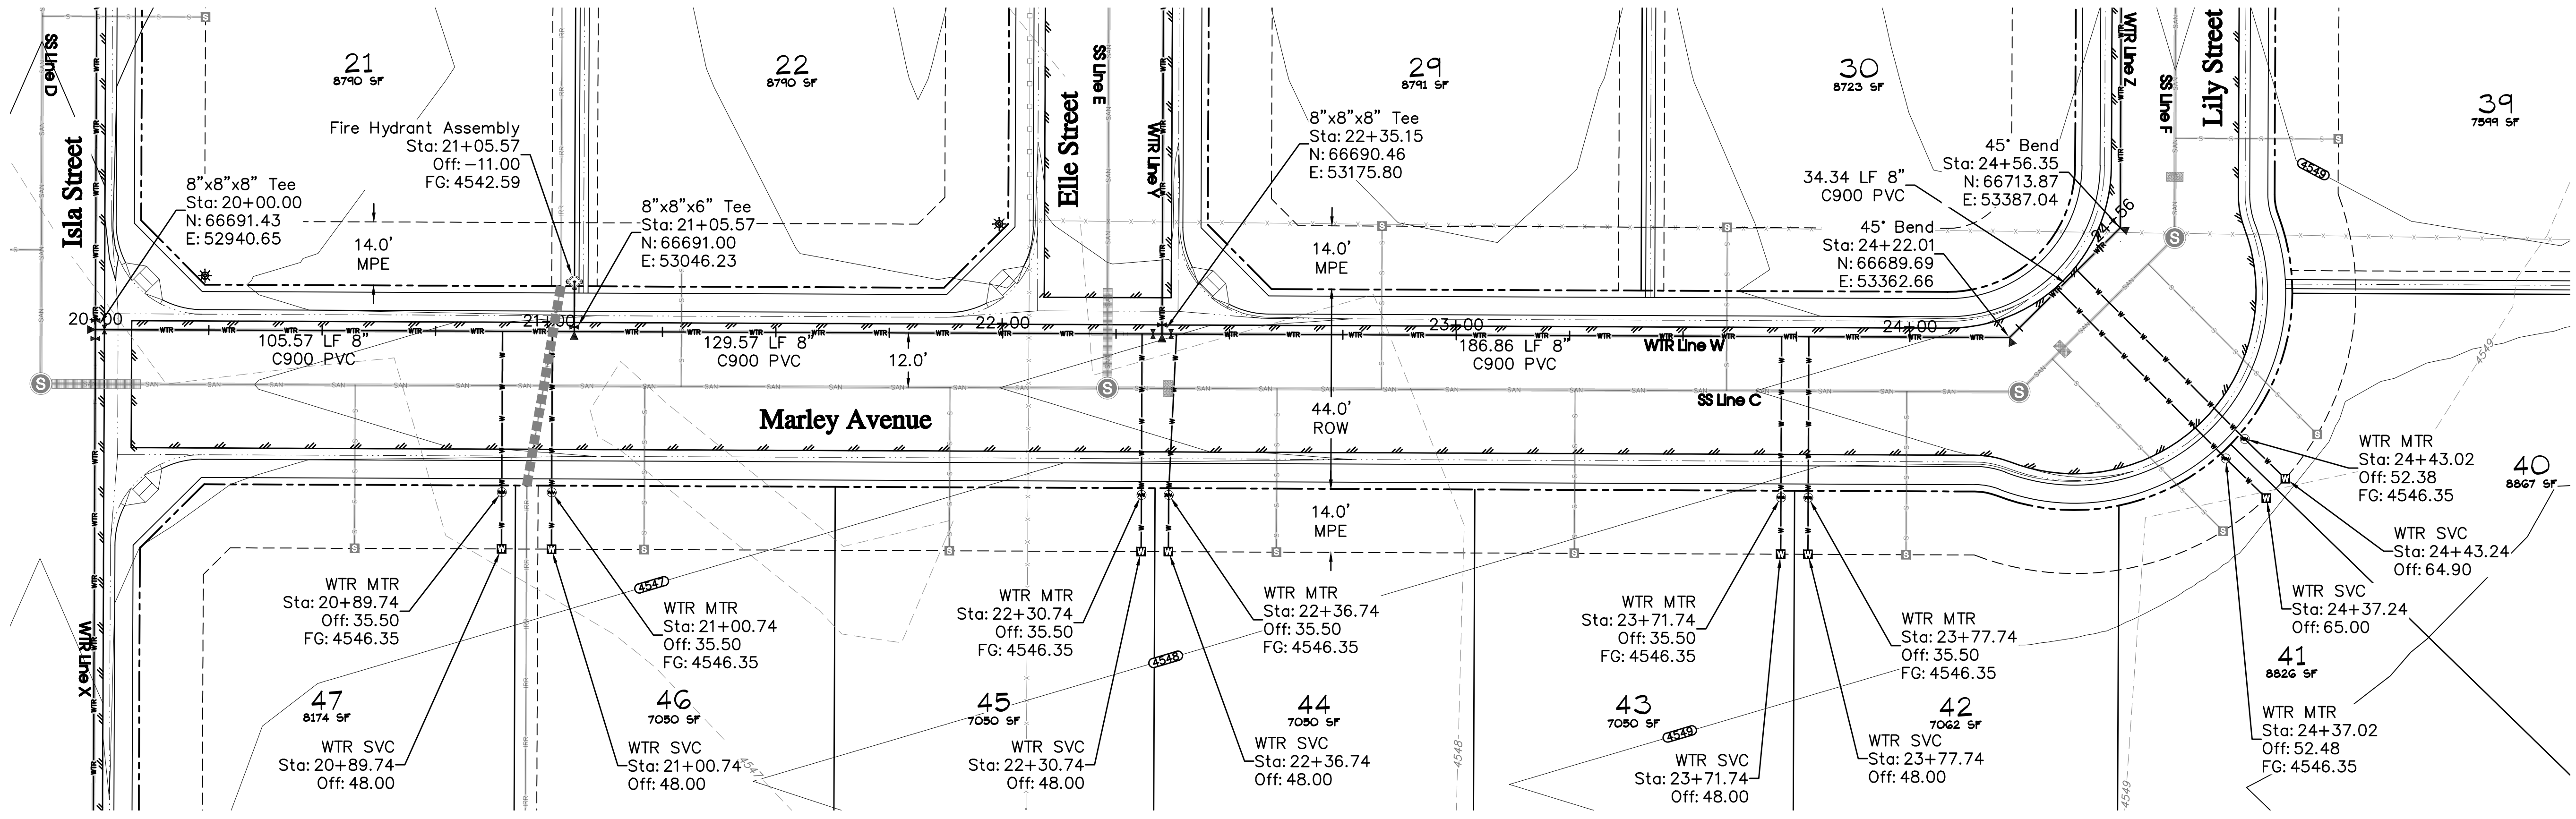 SS Line D
Isla Street
21
8790 SF
22
8790 SF
Fire Hydrant Assembly
Sta: 21+05.57
Off: -11.00
FG: 4542.59
8"x8"x8" Tee
Sta: 20+00.00
N: 66691.43
E: 52940.65
14.0'
MPE
8"x8"x6" Tee
Sta: 21+05.57
N: 66691.00
E: 53046.23
Elle Street
SS Line E
WTR Line Y
29
8791 SF
8"x8"x8" Tee
Sta: 22+35.15
N: 66690.46
E: 53175.80
14.0'
MPE
30
8723 SF
45° Bend
Sta: 24+56.35
N: 66713.87
E: 53387.04
34.34 LF 8"
C900 PVC
45° Bend
Sta: 24+22.01
N: 66689.69
E: 53362.66
WTR Line Z
SS Line F
Lily Street
39
7599 SF
4549
24+56
20+00
21+00
22+00
23+00
24+00
105.57 LF 8"
C900 PVC
129.57 LF 8"
C900 PVC
12.0'
186.86 LF 8"
C900 PVC
WTR Line W
SS Line C
Marley Avenue
44.0'
ROW
14.0'
MPE
4549
WTR MTR
Sta: 24+43.02
Off: 52.38
FG: 4546.35
40
8867 SF
WTR SVC
Sta: 24+43.24
Off: 64.90
WTR SVC
Sta: 24+37.24
Off: 65.00
WTR Line X
WTR MTR
Sta: 20+89.74
Off: 35.50
FG: 4546.35
4547
WTR MTR
Sta: 21+00.74
Off: 35.50
FG: 4546.35
WTR MTR
Sta: 22+30.74
Off: 35.50
FG: 4546.35
4548
WTR MTR
Sta: 22+36.74
Off: 35.50
FG: 4546.35
WTR MTR
Sta: 23+71.74
Off: 35.50
FG: 4546.35
WTR MTR
Sta: 23+77.74
Off: 35.50
FG: 4546.35
41
8826 SF
47
8174 SF
46
7050 SF
45
7050 SF
44
7050 SF
43
7050 SF
4549
42
7062 SF
WTR SVC
Sta: 20+89.74
Off: 48.00
WTR SVC
Sta: 21+00.74
Off: 48.00
4547
WTR SVC
Sta: 22+30.74
Off: 48.00
WTR SVC
Sta: 22+36.74
Off: 48.00
4548
WTR SVC
Sta: 23+71.74
Off: 48.00
WTR SVC
Sta: 23+77.74
Off: 48.00
4549
WTR MTR
Sta: 24+37.02
Off: 52.48
FG: 4546.35